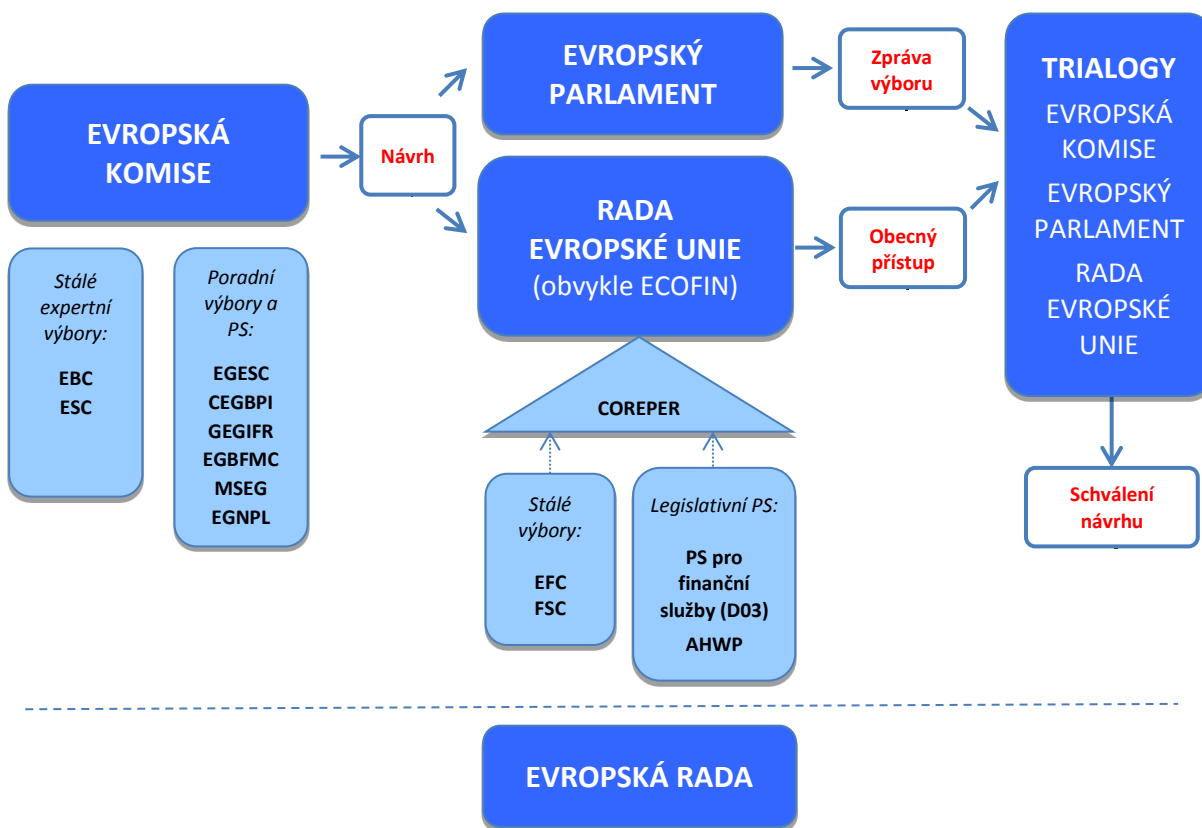 EVROPSKÁ
KOMISE
Návrh
EVROPSKÝ
PARLAMENT
RADA
EVROPSKÉ UNIE
(obvykle ECOFIN)
Zpráva
výboru
Obecný
přístup
TRIALOGY
EVROPSKÁ
KOMISE
EVROPSKÝ
PARLAMENT
RADA
EVROPSKÉ
UNIE
Schválení
návrhu
Stálé
expertní
výbory:
EBC
ESC
Poradní
výbory a
PS:
EGESC
CEGBPI
GEGIFR
EGBFMC
MSEG
EGNPL
COREPER
Stálé
výbory:
EFC
FSC
Legislativní PS:
PS pro
finanční
služby (D03)
AHWP
EVROPSKÁ RADA